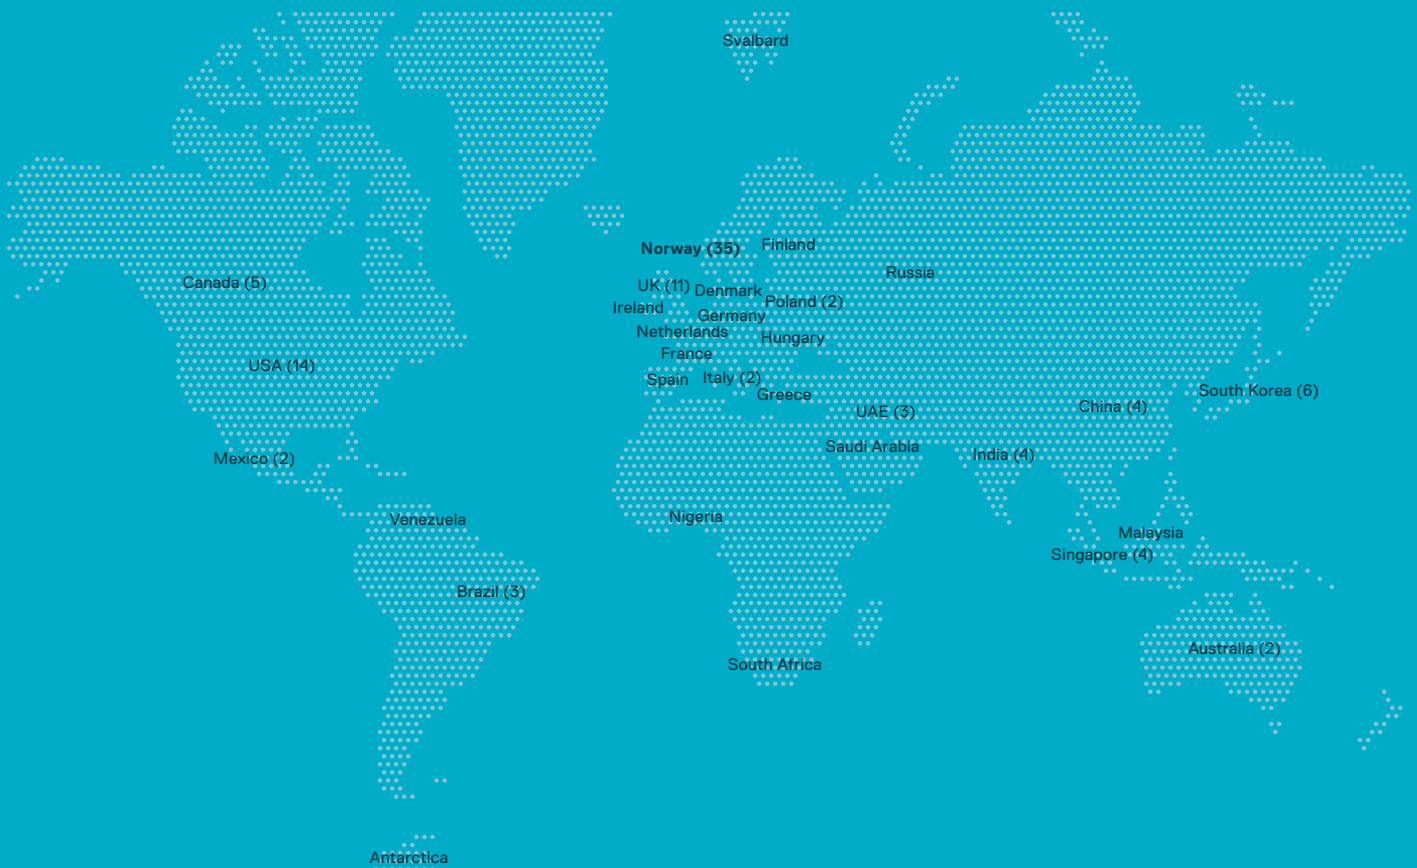 Svalbard
Norway (35)
Finland
Russia
Canada (5)
UK (11)
Denmark
Poland (2)
Ireland
Germany
Netherlands
Hungary
France
USA (14)
Spain
Italy (2)
Greece
South Korea (6)
UAE (3)
China (4)
Saudi Arabia
India (4)
Mexico (2)
Venezuela
Nigeria
Malaysia
Singapore (4)
Brazil (3)
Australia (2)
South Africa
Antarctica